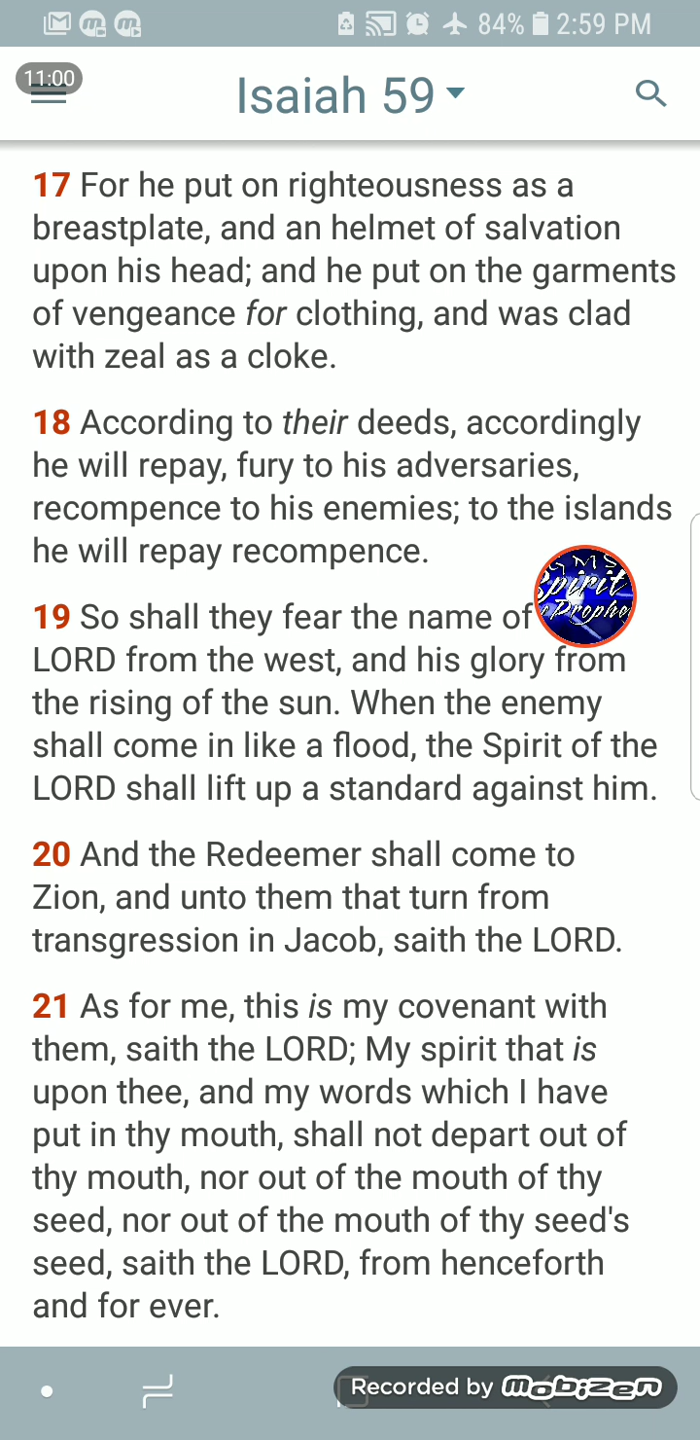 84% 2:59 PM
11:00
Isaiah 59
17 For he put on righteousness as a
breastplate, and an helmet of salvation
upon his head; and he put on the garments
of vengeance for clothing, and was clad
with zeal as a cloke.
18 According to their deeds, accordingly
he will repay, fury to his adversaries,
recompence to his enemies; to the islands
he will repay recompence.
19 So shall they fear the name of
LORD from the west, and his glory from
the rising of the sun. When the enemy
shall come in like a flood, the Spirit of the
LORD shall lift up a standard against him.
GMS
Spirit
Prophe
20 And the Redeemer shall come to
Zion, and unto them that turn from
transgression in Jacob, saith the LORD.
21 As for me, this is my covenant with
them, saith the LORD; My spirit that is
upon thee, and my words which I have
put in thy mouth, shall not depart out of
thy mouth, nor out of the mouth of thy
seed, nor out of the mouth of thy seed's
seed, saith the LORD, from henceforth
and for ever.
Recorded by mobizen